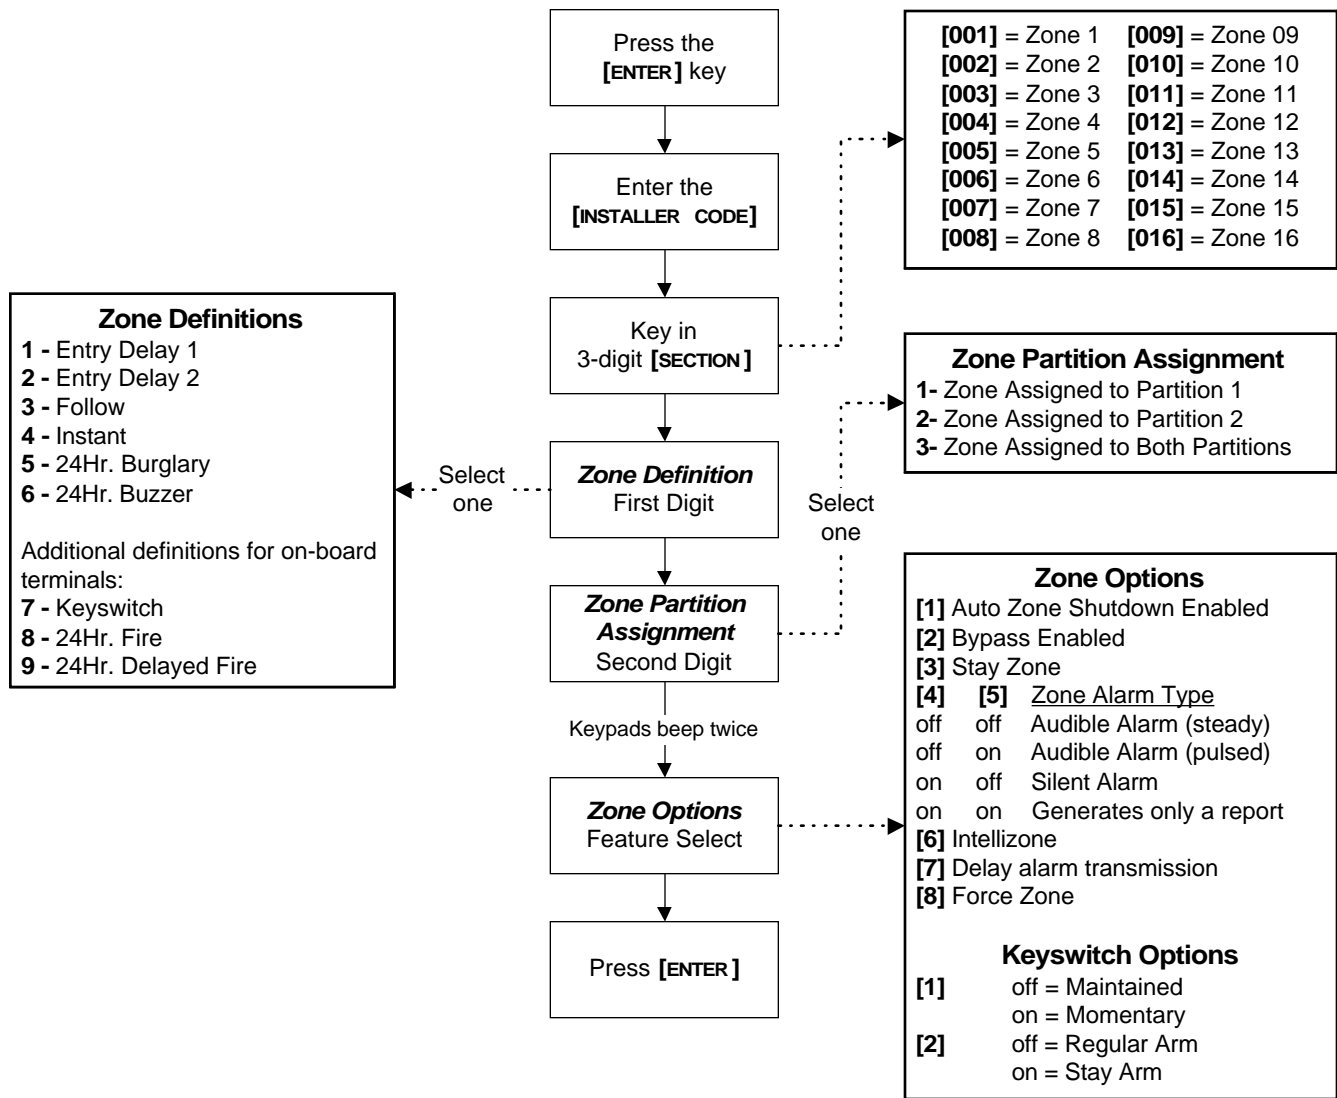 Press the
[ENTER] key
Enter the
[INSTALLER CODE]
Key in
3-digit [SECTION]
Zone Definition
First Digit
Zone Partition
Assignment
Second Digit
Keypads beep twice
Zone Options
Feature Select
Press [ENTER]
Select
one
Zone Definitions
1 - Entry Delay 1
2 - Entry Delay 2
3 - Follow
4 - Instant
5 - 24Hr. Burglary
6 - 24Hr. Buzzer
Additional definitions for on-board
terminals:
7 - Keyswitch
8 - 24Hr. Fire
9 - 24Hr. Delayed Fire
[001] = Zone 1 [009] = Zone 09
[002] = Zone 2 [010] = Zone 10
[003] = Zone 3 [011] = Zone 11
[004] = Zone 4 [012] = Zone 12
[005] = Zone 5 [013] = Zone 13
[006] = Zone 6 [014] = Zone 14
[007] = Zone 7 [015] = Zone 15
[008] = Zone 8 [016] = Zone 16
Select
one
Zone Partition Assignment
1- Zone Assigned to Partition 1
2- Zone Assigned to Partition 2
3- Zone Assigned to Both Partitions
Zone Options
[1] Auto Zone Shutdown Enabled
[2] Bypass Enabled
[3] Stay Zone
[4] [5] Zone Alarm Type
off off Audible Alarm (steady)
off on Audible Alarm (pulsed)
on off Silent Alarm
on on Generates only a report
[6] Intellizone
[7] Delay alarm transmission
[8] Force Zone
Keyswitch Options
[1] off = Maintained
on = Momentary
[2] off = Regular Arm
on = Stay Arm